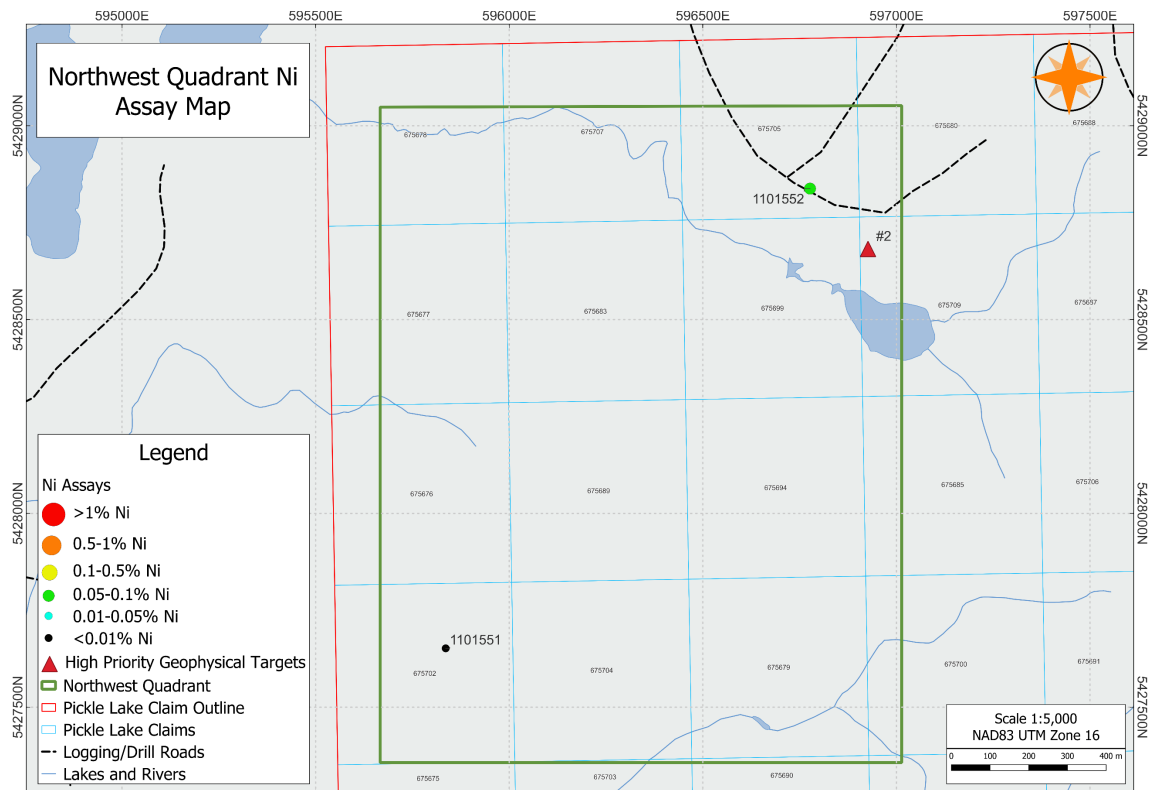 595000E 595500E 596000E 596500E 597000E 597500E
Northwest Quadrant Ni
Assay Map
5429000N
5429000N
675678
675707
675705
675680
675688
1101552
#2
5428500N
5428500N
675677
675683
675699
675709
675697
Legend
Ni Assays
>1% Ni
0.5-1% Ni
0.1-0.5% Ni
0.05-0.1% Ni
0.01-0.05% Ni
<0.01% Ni
High Priority Geophysical Targets
Northwest Quadrant
Pickle Lake Claim Outline
Pickle Lake Claims
Logging/Drill Roads
Lakes and Rivers
5428000N
5428000N
675676
675689
675694
675685
675706
1101551
675702
675704
675679
675700
675691
5427500N
5427500N
675675
675703
675690
Scale 1:5,000
NAD83 UTM Zone 16
0 100 200 300 400 m